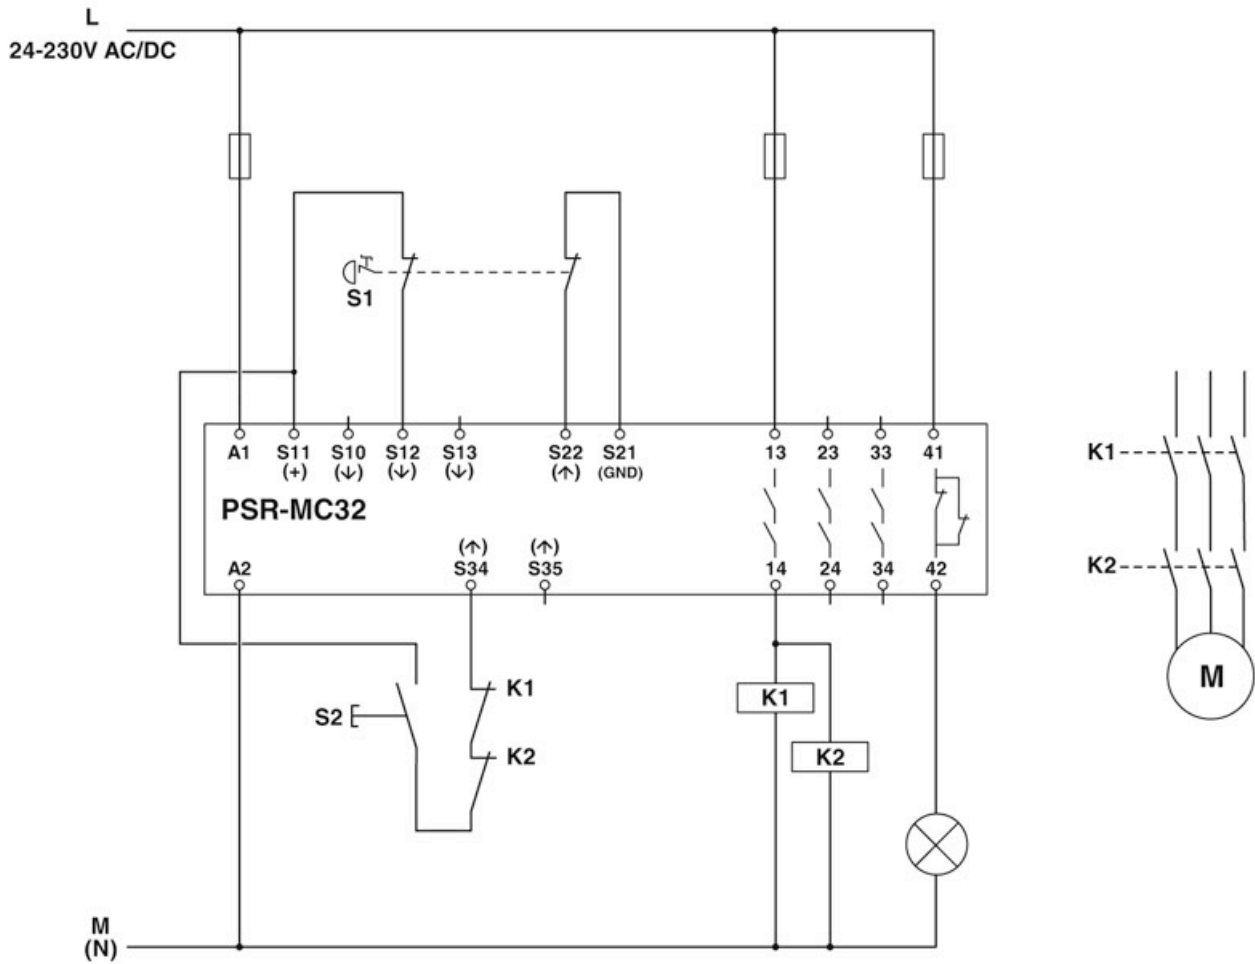 L
24-230V AC/DC
S1
A1 S11 S10 S12 S13 S22 S21 13 23 33 41
(+) (↓) (↓) (↓) (↑) (GND)
PSR-MC32
(↑) (↑)
A2 S34 S35 14 24 34 42
K1
K2
M
K1
S2
K2
K1
K2
M
(N)